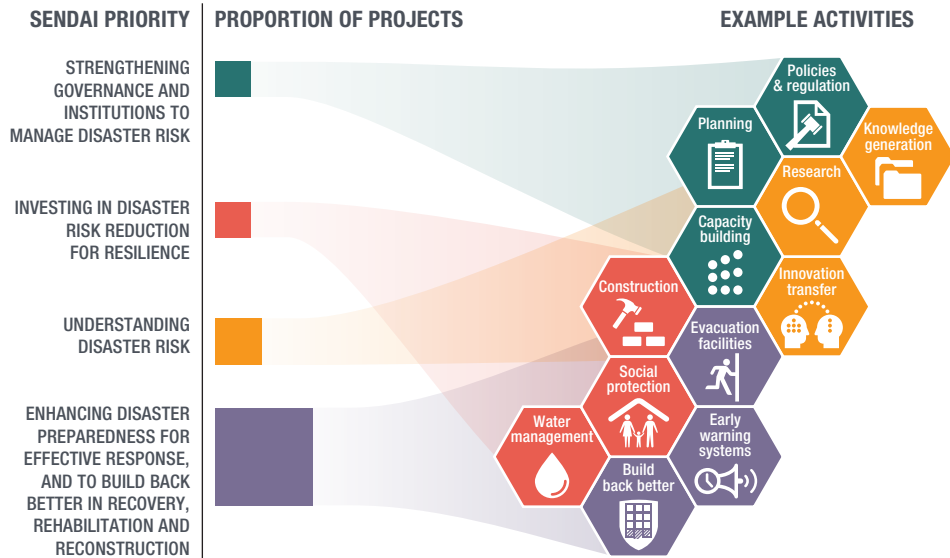 SENDAI PRIORITY
PROPORTION OF PROJECTS
EXAMPLE ACTIVITIES
STRENGTHENING
GOVERNANCE AND
INSTITUTIONS TO
MANAGE DISASTER RISK
INVESTING IN DISASTER
RISK REDUCTION
FOR RESILIENCE
UNDERSTANDING
DISASTER RISK
ENHANCING DISASTER
PREPAREDNESS FOR
EFFECTIVE RESPONSE,
AND TO BUILD BACK
BETTER IN RECOVERY,
REHABILITATION AND
RECONSTRUCTION
Policies
& regulation
Planning
Knowledge
generation
Research
Capacity
building
Construction
Innovation
transfer
Evacuation
facilities
Social
protection
Water
management
Early
warning
systems
Build
back better